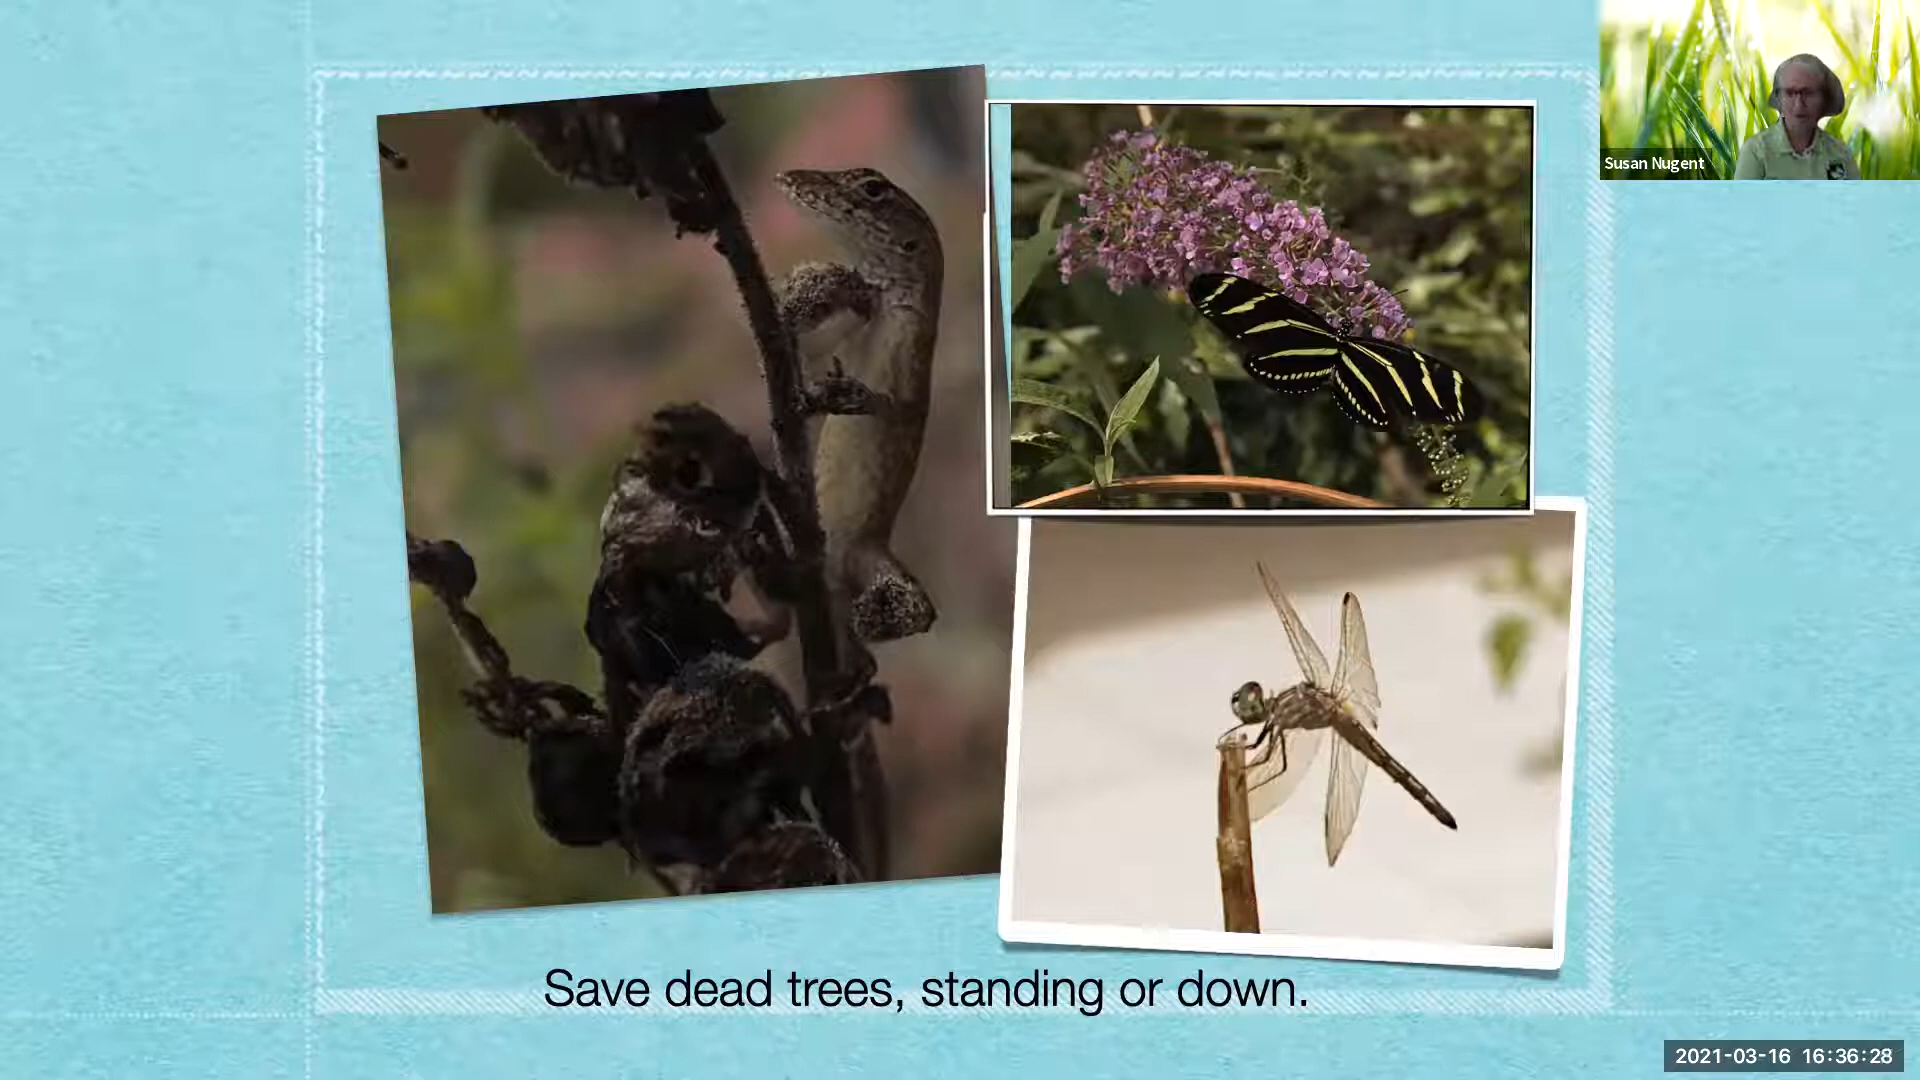 Susan Nugent
Save dead trees, standing or down.
2021-03-16 16:36:28